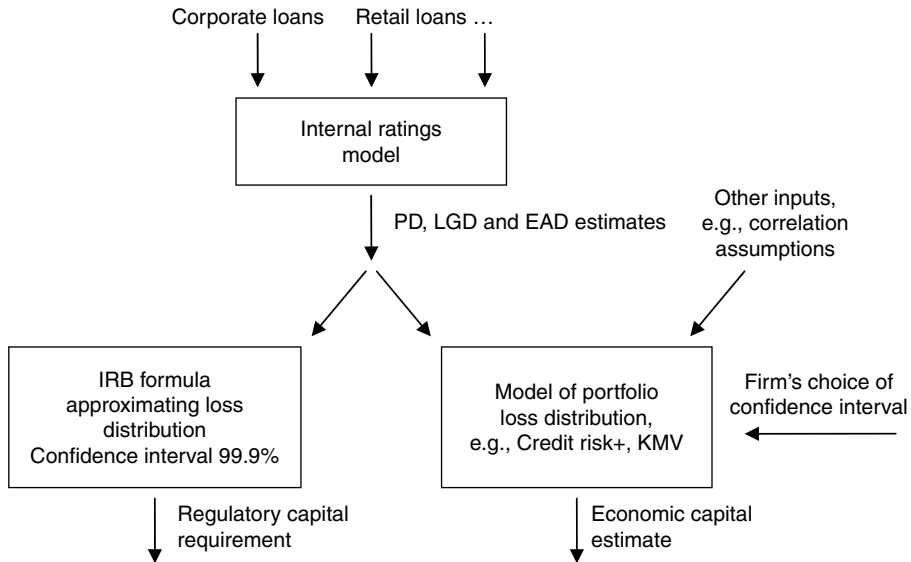 Corporate loans
Retail loans …
Internal ratings
model
PD, LGD and EAD estimates
Other inputs,
e.g., correlation
assumptions
IRB formula
approximating loss
distribution
Confidence interval 99.9%
Model of portfolio
loss distribution,
e.g., Credit risk+, KMV
Firm's choice of
confidence interval
Regulatory capital
requirement
Economic capital
estimate